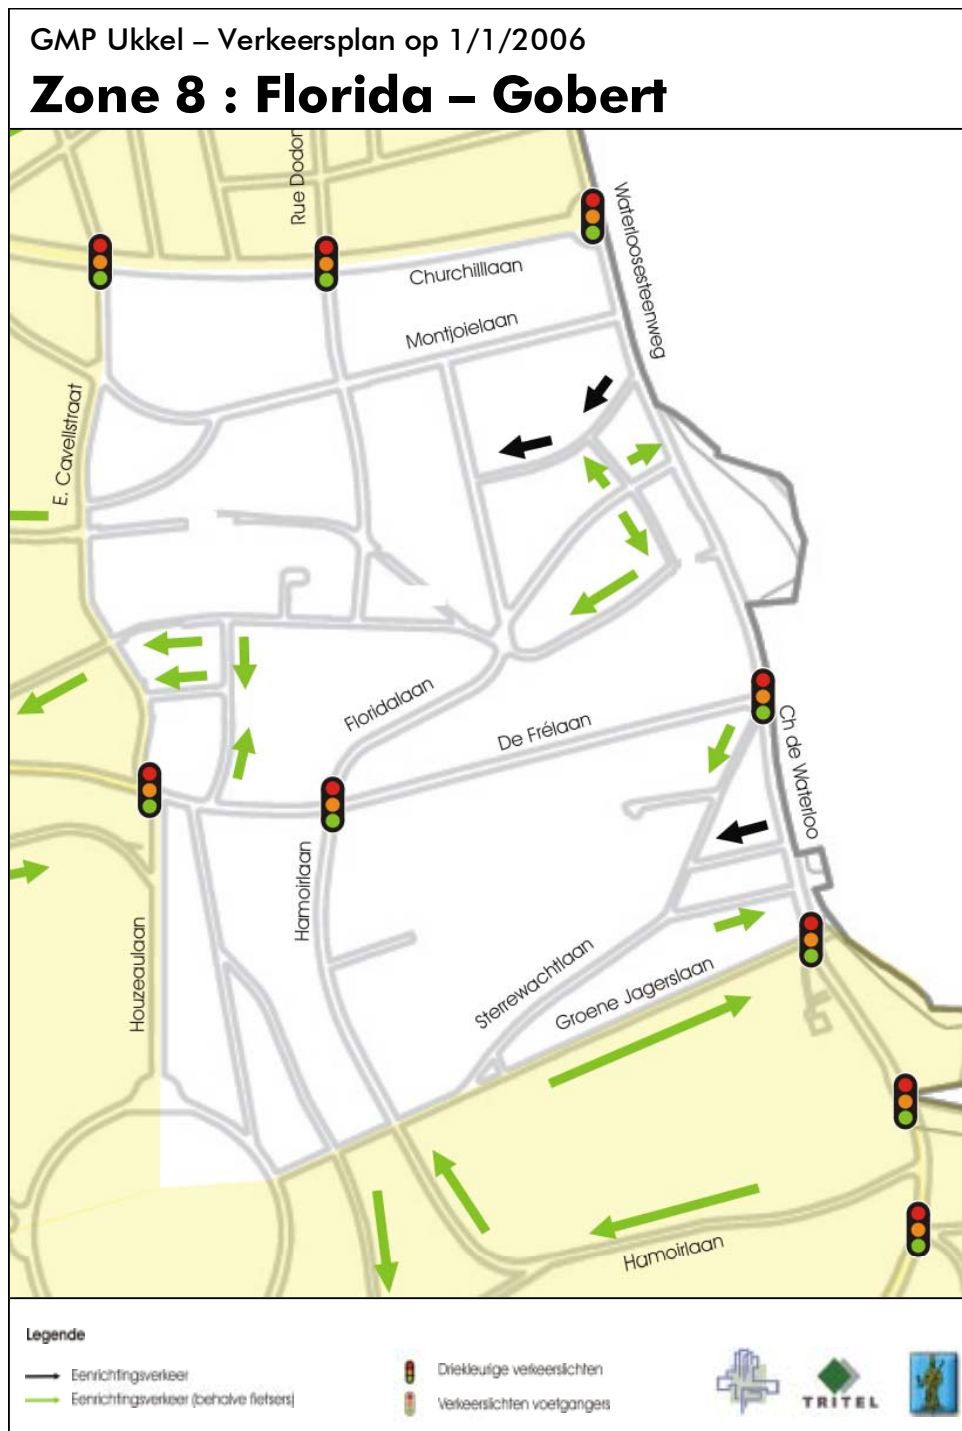 GMP Ukkel – Verkeersplan op 1/1/2006
Zone 8 : Florida – Gobert
Rue Dodon
Waterloosesteenweg
Churchilllaan
Montjoielaan
E. Cavellstraat
Floridalaan
De Frélaan
Ch de Waterloo
Hamoirlaan
Houzeaulaan
Sterrewachtlaan
Groene Jagerslaan
Hamoirlaan
Legende
Eenrichtingsverkeer
Eenrichtingsverkeer (behalve fietsers)
Driekleurige verkeerslichten
Verkeerslichten voetgangers
TRITEL